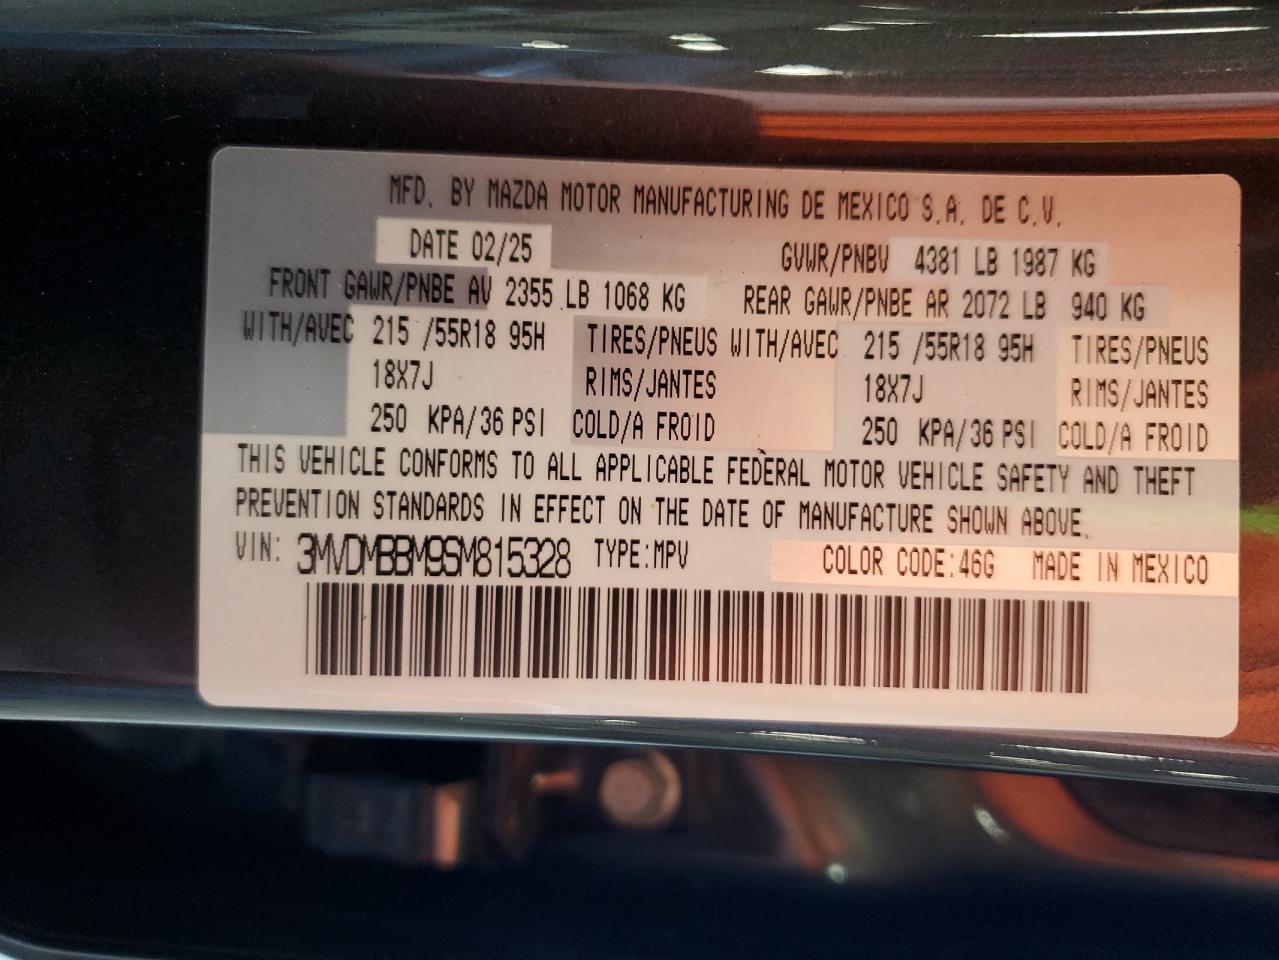 MFD. BY MAZDA MOTOR MANUFACTURING DE MEXICO S.A. DE C.V.
DATE 02/25 GVWR/PNBV 4381 LB 1987 KG
FRONT GAWR/PNBE AV 2355 LB 1068 KG REAR GAWR/PNBE AR 2072 LB 940 KG
WITH/AVEC 215 /55R18 95H TIRES/PNEUS WITH/AVEC 215 /55R18 95H TIRES/PNEUS
18X7J RIMS/JANTES 18X7J RIMS/JANTES
250 KPA/36 PSI COLD/A FROID 250 KPA/36 PSI COLD/A FROID
THIS VEHICLE CONFORMS TO ALL APPLICABLE FEDERAL MOTOR VEHICLE SAFETY AND THEFT
PREVENTION STANDARDS IN EFFECT ON THE DATE OF MANUFACTURE SHOWN ABOVE.
VIN: 3MVDMBBM9SM815328 TYPE:MPV COLOR CODE:46G MADE IN MEXICO